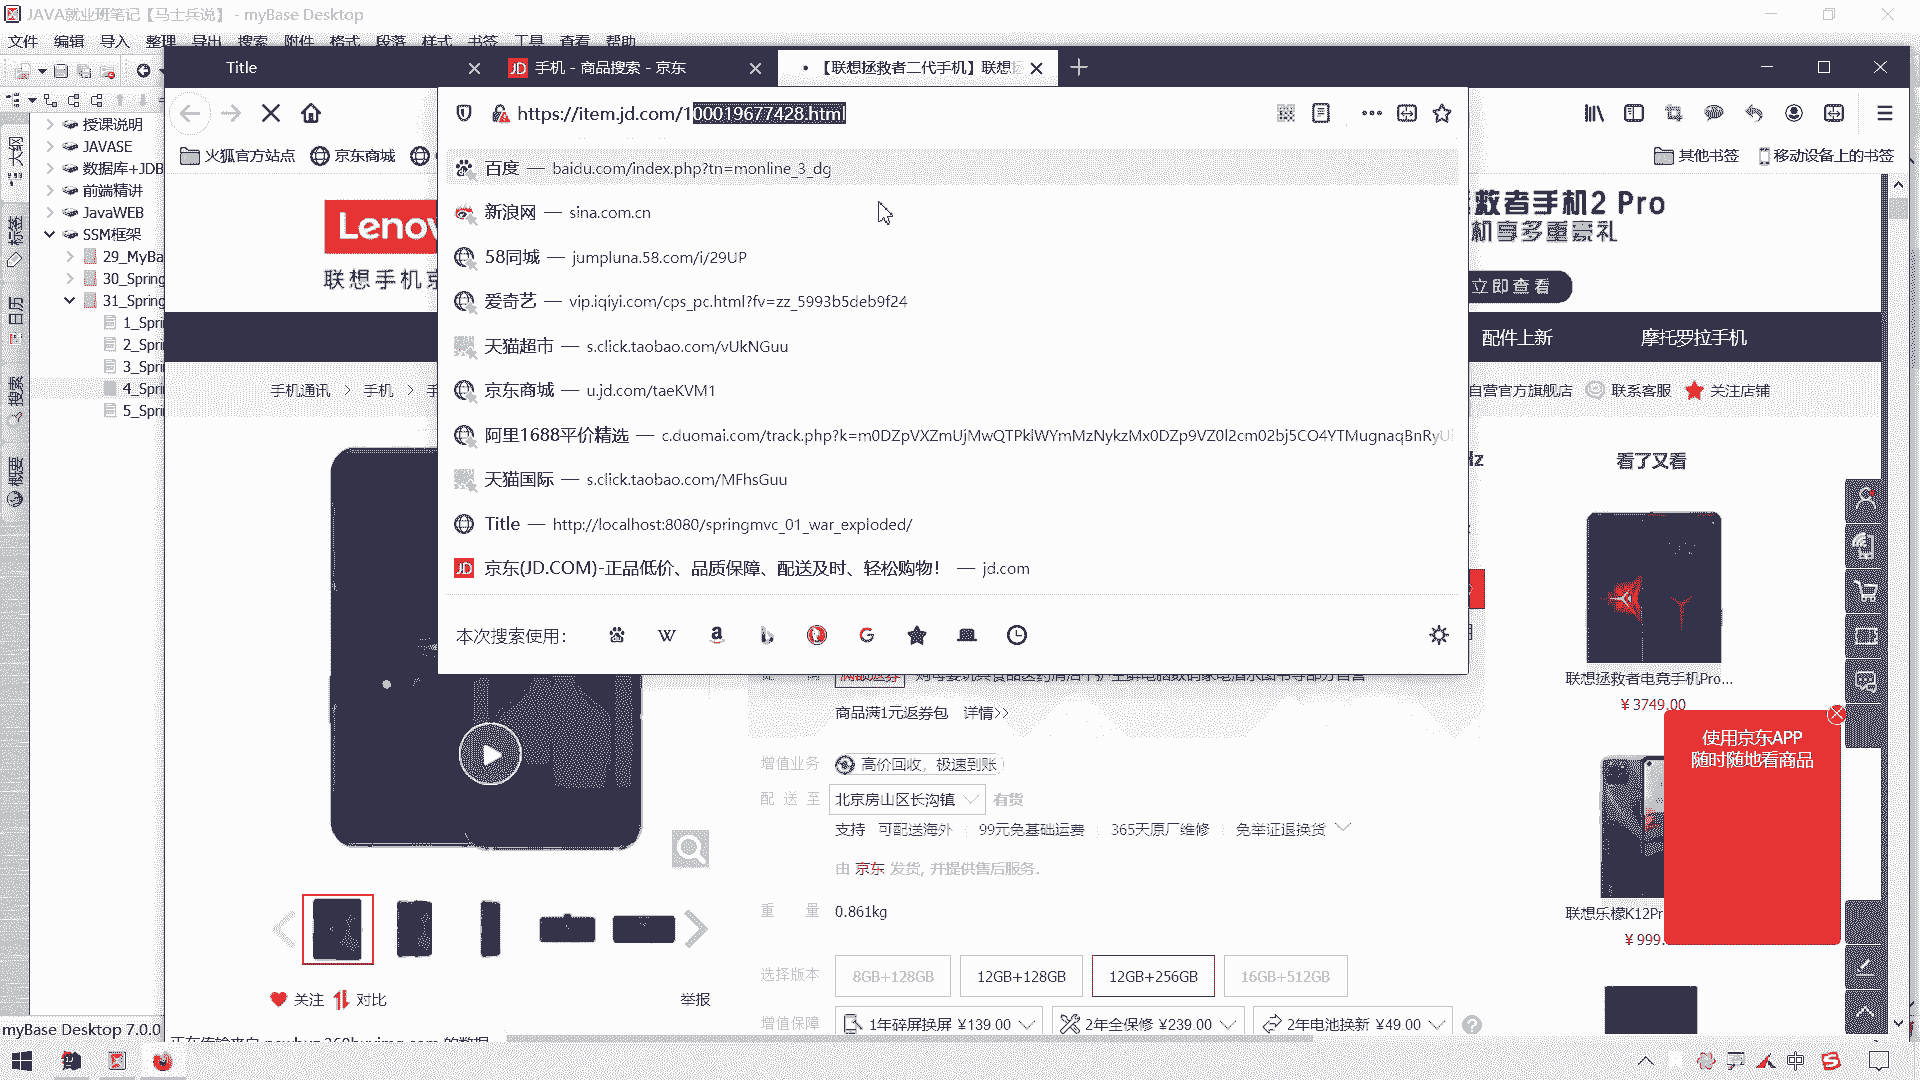 JAVA就业班笔记【马士兵说】 - myBase Desktop
文件 编辑 导入 整理 导出 搜索 附件 格式 段落 样式 书签 工具 查看 帮助
Title
手机 - 商品搜索 - 京东
【联想拯救者二代手机】联想
https://item.jd.com/100019677428.html
火狐官方站点
京东商城
其他书签
移动设备上的书签
大纲
标签
日历
搜索
概要
授课说明
JAVASE
数据库+JDB
前端精讲
JavaWEB
SSM框架
29_MyBa
30_Spring
31_Spring
1_Spri
2_Spri
3_Spri
4_Spri
5_Spri
百度 — baidu.com/index.php?tn=monline_3_dg
新浪网 — sina.com.cn
58同城 — jumpluna.58.com/i/29UP
爱奇艺 — vip.iqiyi.com/cps_pc.html?fv=zz_5993b5deb9f24
天猫超市 — s.click.taobao.com/vUkNGuu
京东商城 — u.jd.com/taeKVM1
阿里1688平价精选 —
天猫国际 — s.click.taobao.com/MFhsGuu
Title — http://localhost:8080/springmvc_01_war_exploded/
京东(JD.COM)-正品低价、品质保障、配送及时、轻松购物！ — jd.com
本次搜索使用：
Lenov
联想手机京
救者手机2 Pro
机享多重豪礼
立即查看
配件上新
摩托罗拉手机
手机通讯 > 手机 >
自营官方旗舰店
联系客服
关注店铺
看了又看
联想拯救者电竞手机Pro...
¥ 3749.00
使用京东APP
随时随地看商品
联想乐檬K12Pr
¥ 999.
商品满1元返券包 详情>>
增值业务 高价回收，极速到账
配送至 北京房山区长沟镇 有货
支持 可配送海外 99元免基础运费 365天原厂维修 免举证退换货
由 京东 发货, 并提供售后服务.
重量 0.861kg
选择版本 8GB+128GB 12GB+128GB 12GB+256GB 16GB+512GB
增值保障 1年碎屏换屏 ¥139.00 2年全保修 ¥239.00 2年电池换新 ¥49.00
关注 对比 举报
myBase Desktop 7.0.0
中